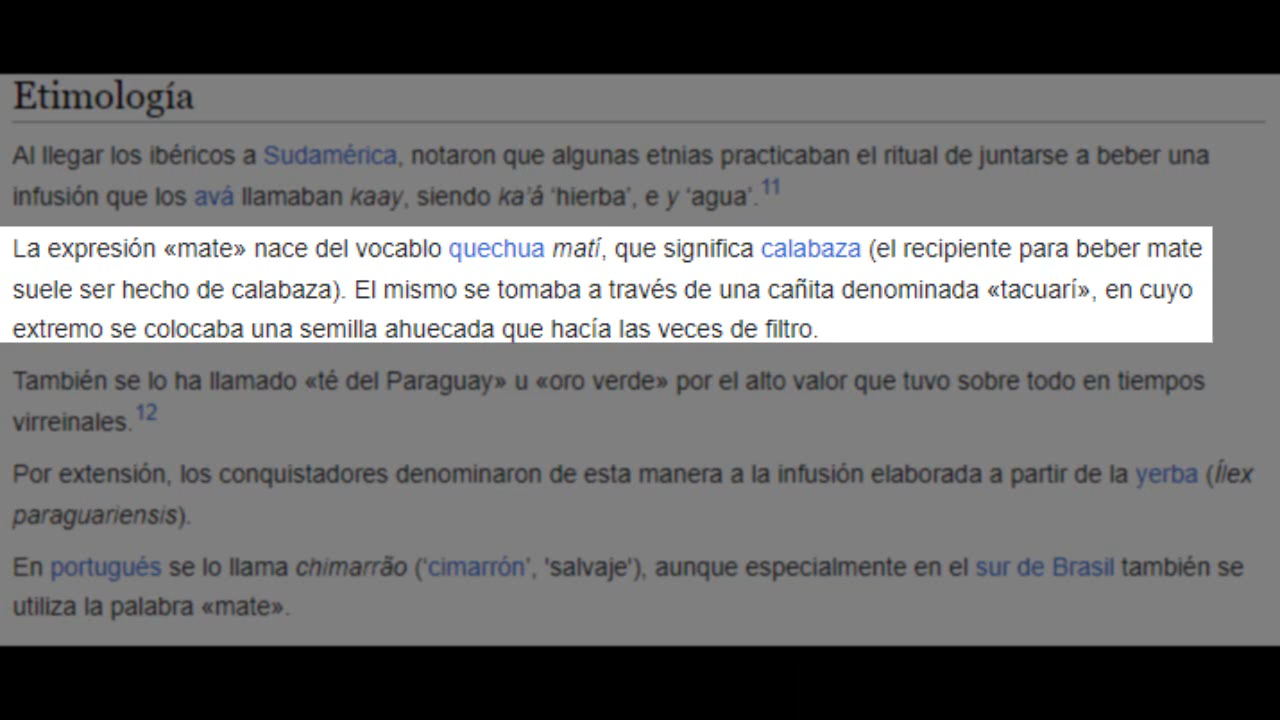 Etimología
Al llegar los ibéricos a Sudamérica, notaron que algunas etnias practicaban el ritual de juntarse a beber una
infusión que los avá llamaban kaay, siendo ka'á ‘hierba’, e y ‘agua’.11
La expresión «mate» nace del vocablo quechua matí, que significa calabaza (el recipiente para beber mate
suele ser hecho de calabaza). El mismo se tomaba a través de una cañita denominada «tacuarí», en cuyo
extremo se colocaba una semilla ahuecada que hacía las veces de filtro.
También se lo ha llamado «té del Paraguay» u «oro verde» por el alto valor que tuvo sobre todo en tiempos
virreinales.12
Por extensión, los conquistadores denominaron de esta manera a la infusión elaborada a partir de la yerba (Ílex
paraguariensis).
En portugués se lo llama chimarrão (‘cimarrón’, 'salvaje'), aunque especialmente en el sur de Brasil también se
utiliza la palabra «mate».